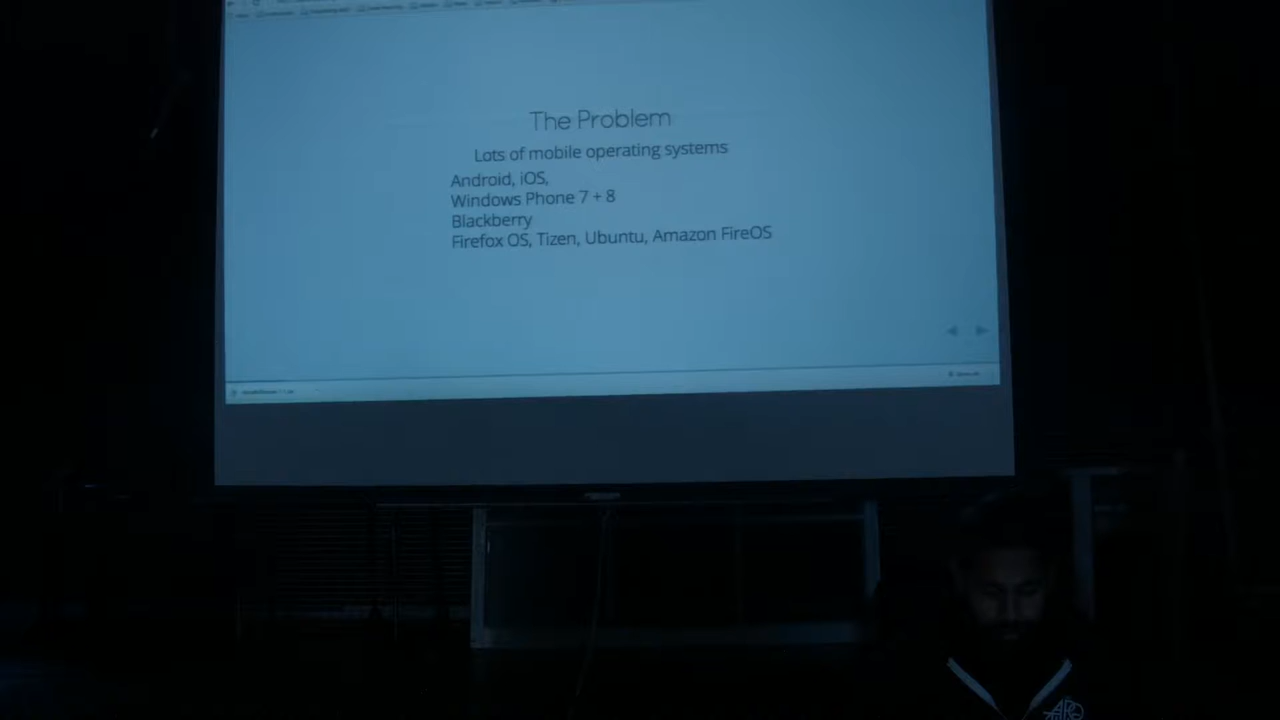 The Problem
Lots of mobile operating systems
Android, iOS,
Windows Phone 7 + 8
Blackberry
Firefox OS, Tizen, Ubuntu, Amazon FireOS